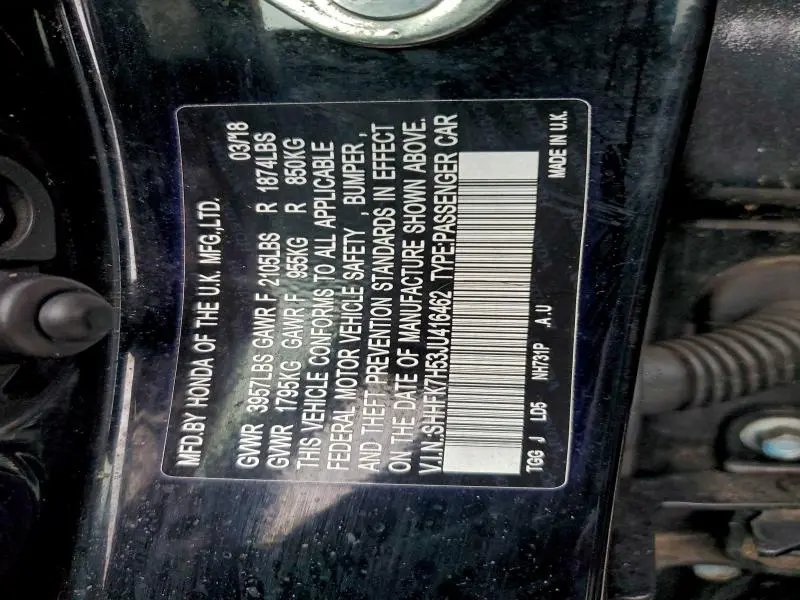 MFD.BY HONDA OF THE U.K. MFG.,LTD.
03/18
GVWR 3957LBS GAWR F 2105LBS R 1874LBS
GVWR 1795KG GAWR F 955KG R 850KG
THIS VEHICLE CONFORMS TO ALL APPLICABLE
FEDERAL MOTOR VEHICLE SAFETY , BUMPER ,
AND THEFT PREVENTION STANDARDS IN EFFECT
ON THE DATE OF MANUFACTURE SHOWN ABOVE.
V.I.N.:SHHFK7H53JU416462 TYPE:PASSENGER CAR
TGG J LD5 NH731P A.U MADE IN U.K.